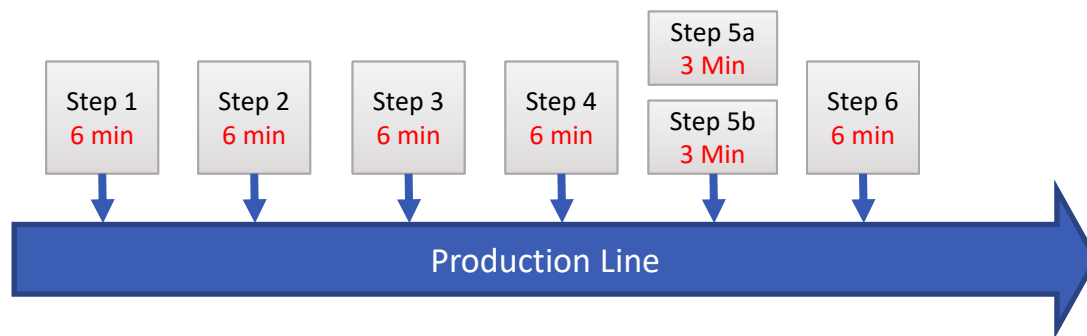 Step 1
6 min
Step 2
6 min
Step 3
6 min
Step 4
6 min
Step 5a
3 Min
Step 5b
3 Min
Step 6
6 min
Production Line